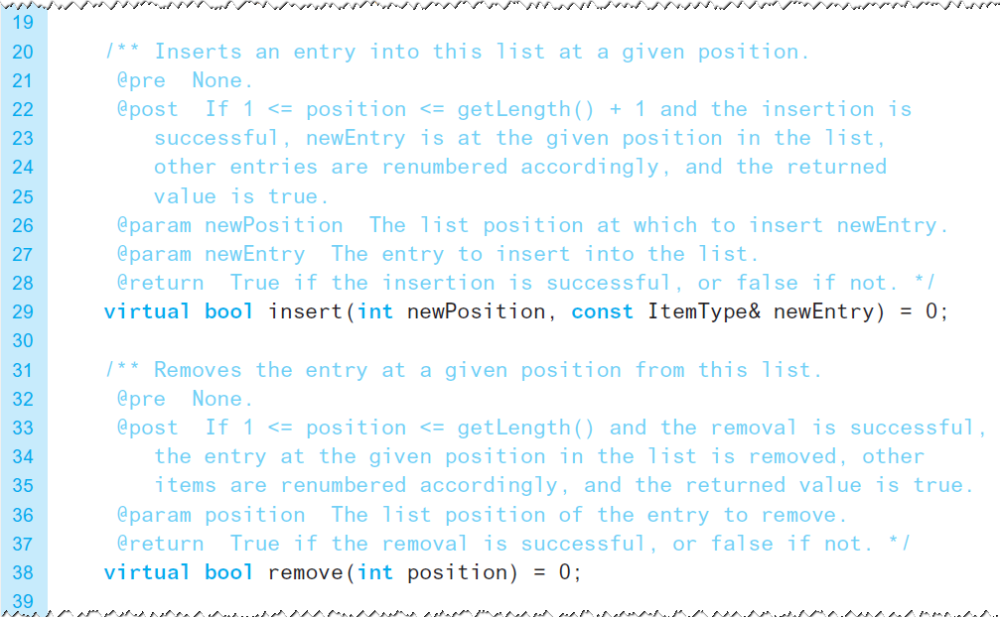 19
20 /** Inserts an entry into this list at a given position.
21 @pre None.
22 @post If 1 <= position <= getLength() + 1 and the insertion is
23 successful, newEntry is at the given position in the list,
24 other entries are renumbered accordingly, and the returned
25 value is true.
26 @param newPosition The list position at which to insert newEntry.
27 @param newEntry The entry to insert into the list.
28 @return True if the insertion is successful, or false if not. */
29 virtual bool insert(int newPosition, const ItemType& newEntry) = 0;
30
31 /** Removes the entry at a given position from this list.
32 @pre None.
33 @post If 1 <= position <= getLength() and the removal is successful,
34 the entry at the given position in the list is removed, other
35 items are renumbered accordingly, and the returned value is true.
36 @param position The list position of the entry to remove.
37 @return True if the removal is successful, or false if not. */
38 virtual bool remove(int position) = 0;
39